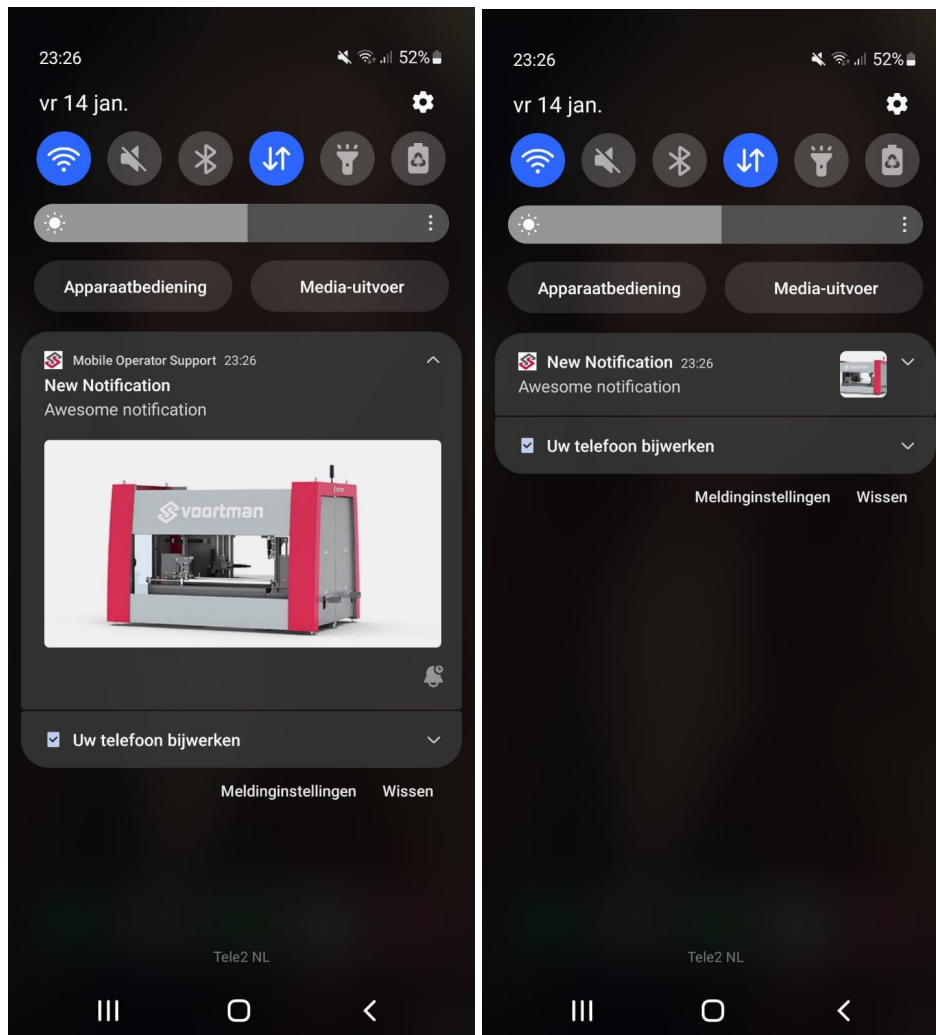 23:26 52%
vr 14 jan.
Apparaatbediening Media-uitvoer
Mobile Operator Support 23:26
New Notification
Awesome notification
voortman
Uw telefoon bijwerken
Meldinginstellingen Wissen
Tele2 NL
23:26 52%
vr 14 jan.
Apparaatbediening Media-uitvoer
New Notification 23:26
Awesome notification
voortman
Uw telefoon bijwerken
Meldinginstellingen Wissen
Tele2 NL